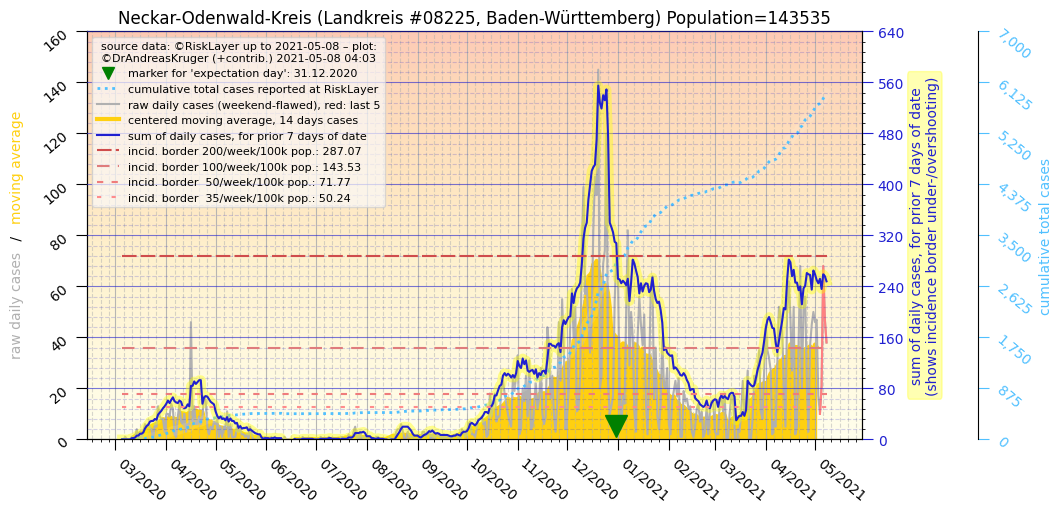 Neckar-Odenwald-Kreis (Landkreis #08225, Baden-Württemberg) Population=143535
source data: ©RiskLayer up to 2021-05-08 – plot:
©DrAndreasKruger (+contrib.) 2021-05-08 04:03
marker for 'expectation day': 31.12.2020
cumulative total cases reported at RiskLayer
raw daily cases (weekend-flawed), red: last 5
centered moving average, 14 days cases
sum of daily cases, for prior 7 days of date
incid. border 200/week/100k pop.: 287.07
incid. border 100/week/100k pop.: 143.53
incid. border  50/week/100k pop.: 71.77
incid. border  35/week/100k pop.: 50.24
raw daily cases  /  moving average
160
140
120
100
80
60
40
20
0
640
560
480
400
320
240
160
80
0
sum of daily cases, for prior 7 days of date
(shows incidence border under-/overshooting)
7,000
6,125
5,250
4,375
3,500
2,625
1,750
875
0
cumulative total cases
03/2020
04/2020
05/2020
06/2020
07/2020
08/2020
09/2020
10/2020
11/2020
12/2020
01/2021
02/2021
03/2021
04/2021
05/2021